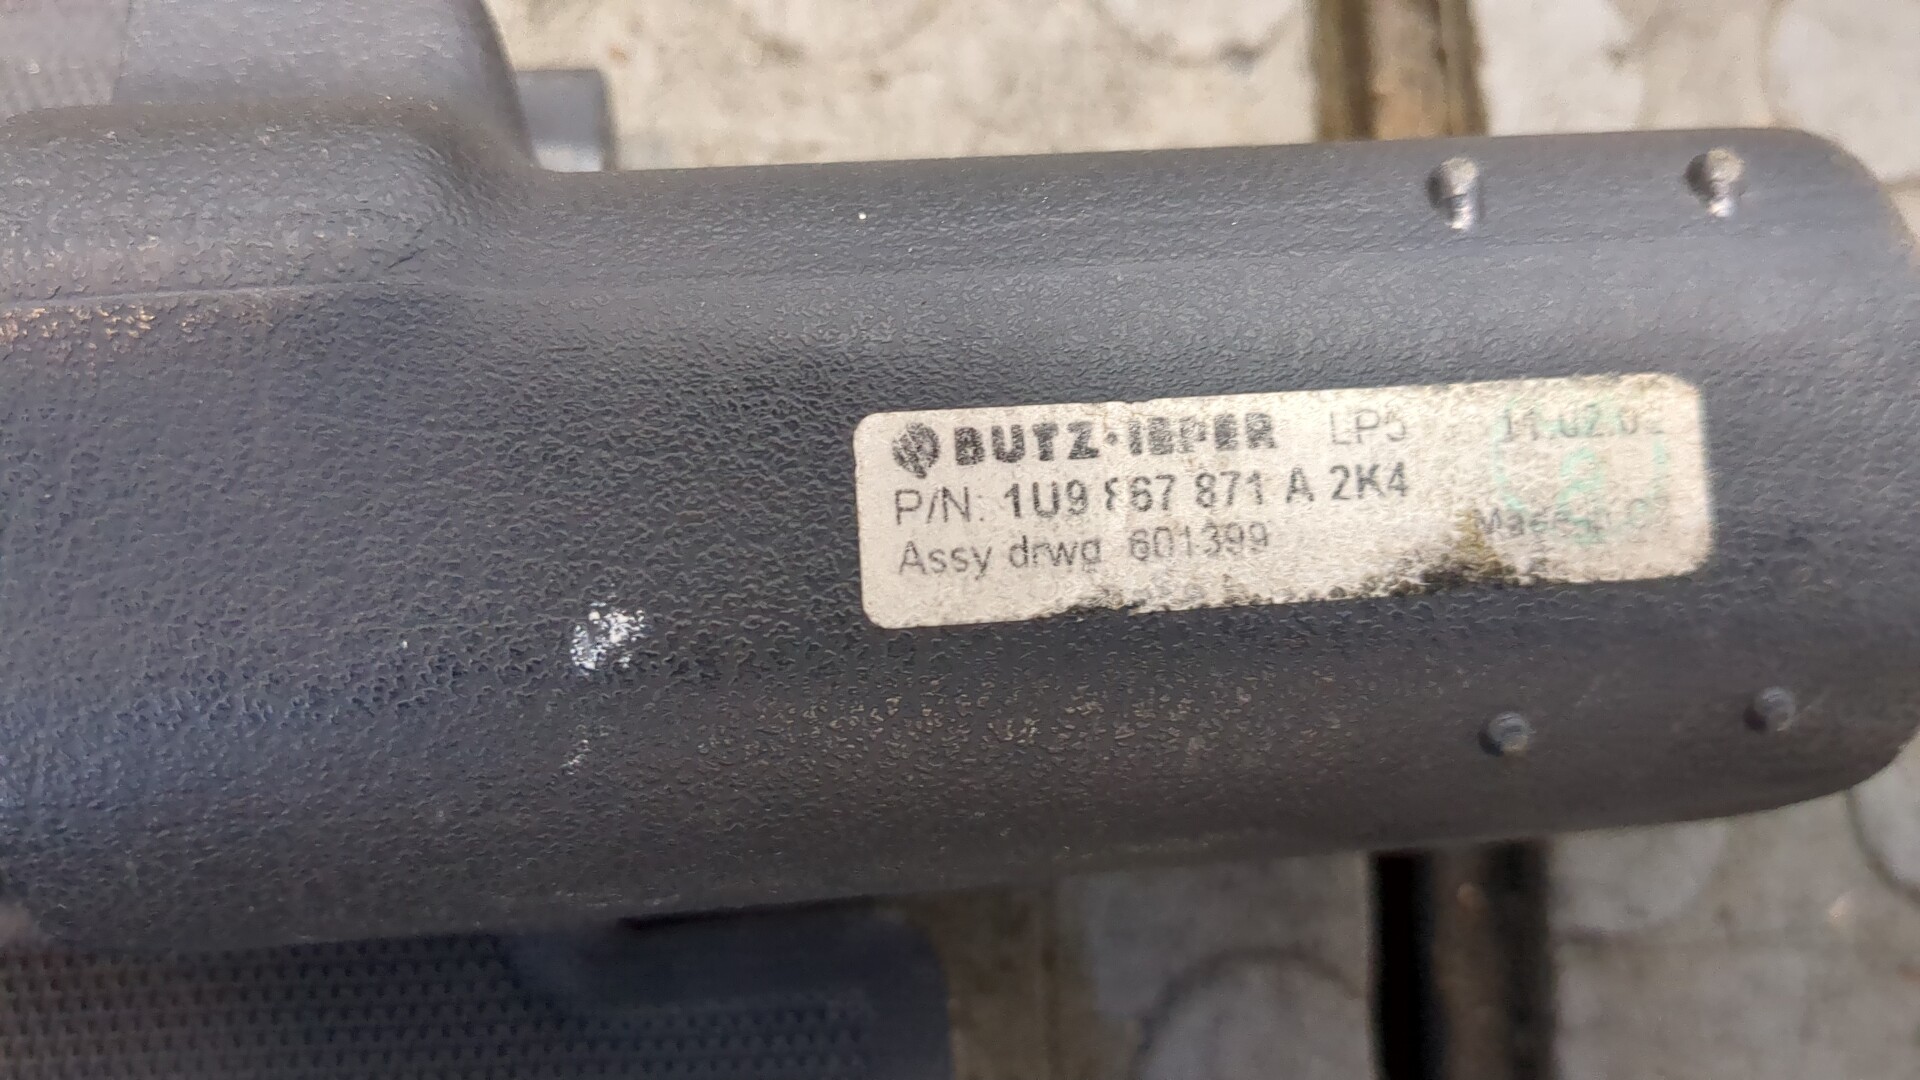 BUTZ·IEPER LP5
P/N: 1U9 867 871 A 2K4
Assy drwg 601399